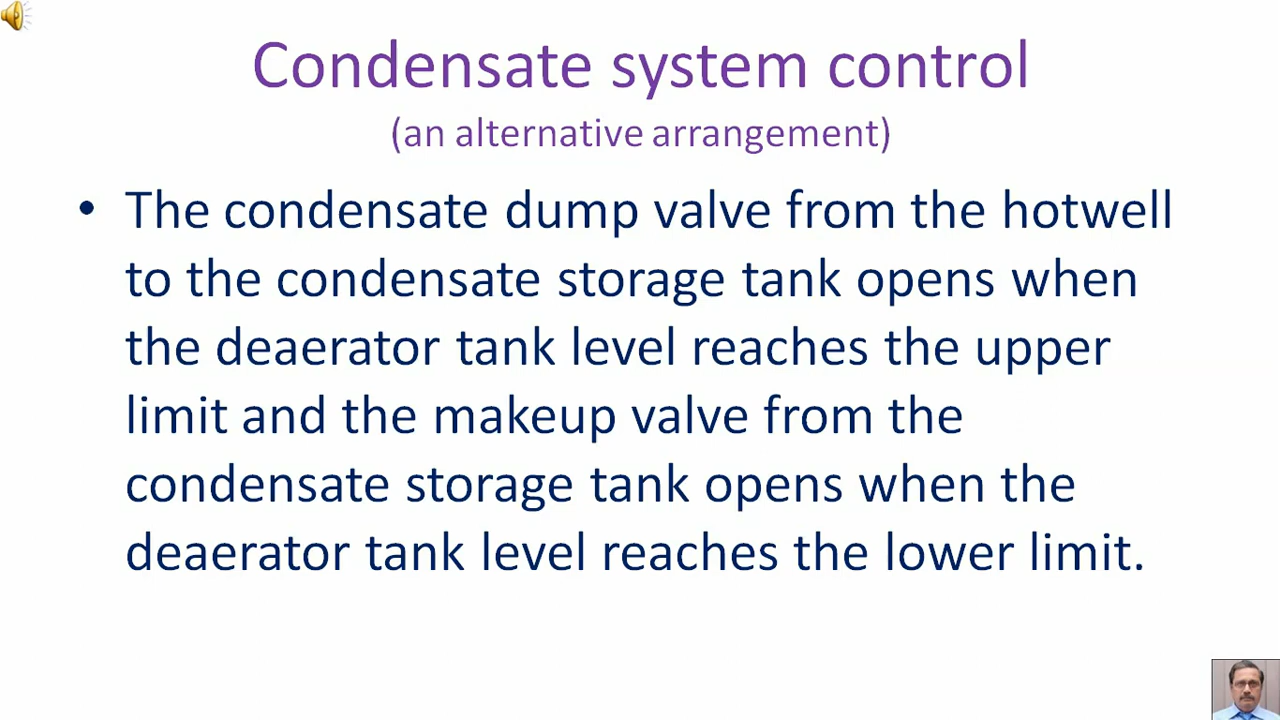 Condensate system control
(an alternative arrangement)
• The condensate dump valve from the hotwell
to the condensate storage tank opens when
the deaerator tank level reaches the upper
limit and the makeup valve from the
condensate storage tank opens when the
deaerator tank level reaches the lower limit.